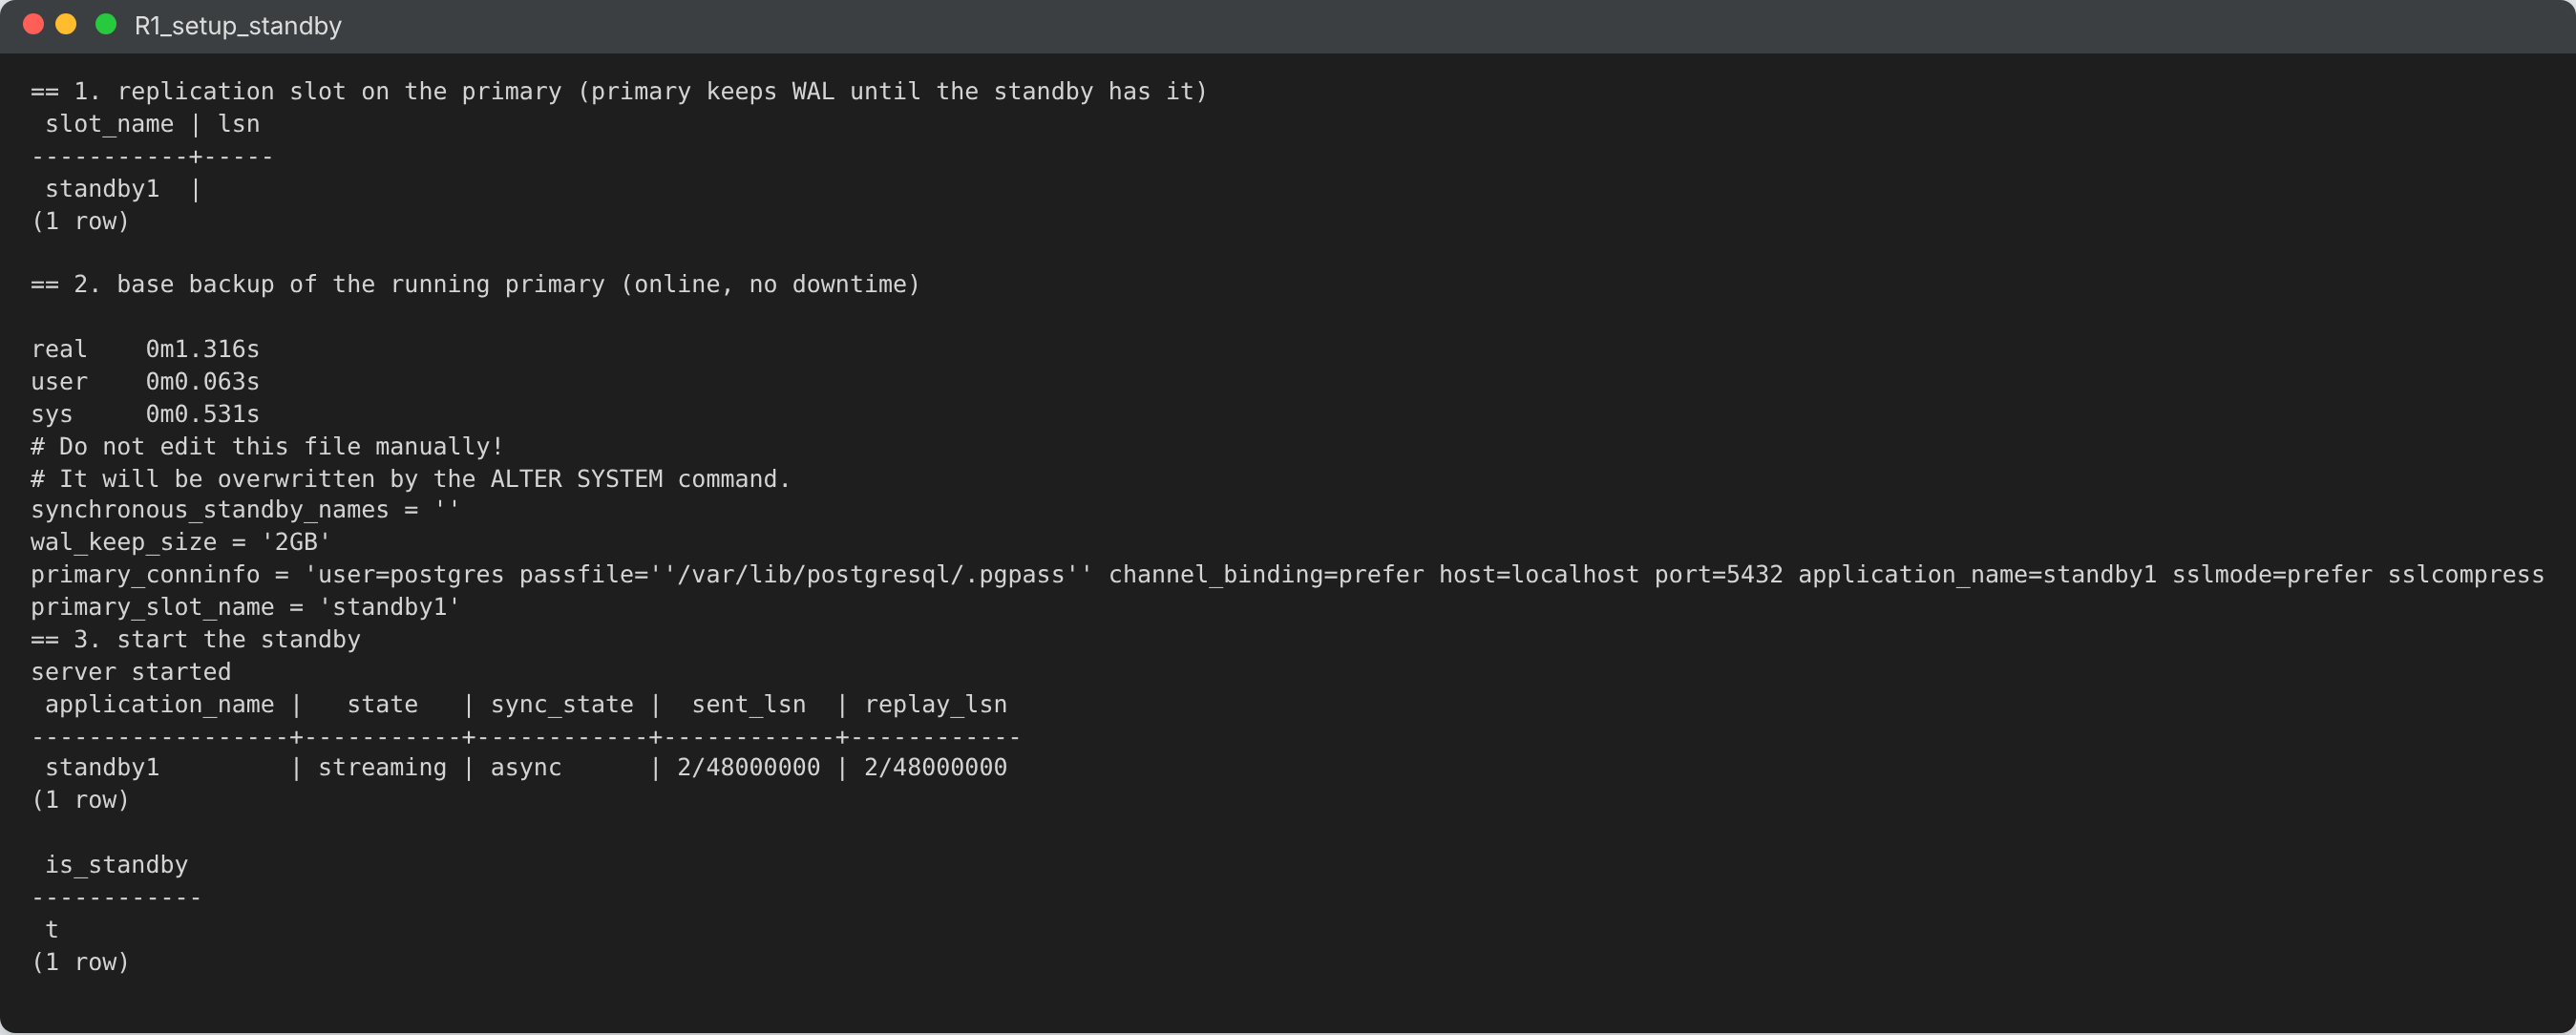 R1_setup_standby
== 1. replication slot on the primary (primary keeps WAL until the standby has it)
 slot_name | lsn
-----------+-----
 standby1  |
(1 row)

== 2. base backup of the running primary (online, no downtime)

real    0m1.316s
user    0m0.063s
sys     0m0.531s
# Do not edit this file manually!
# It will be overwritten by the ALTER SYSTEM command.
synchronous_standby_names = ''
wal_keep_size = '2GB'
primary_conninfo = 'user=postgres passfile=''/var/lib/postgresql/.pgpass'' channel_binding=prefer host=localhost port=5432 application_name=standby1 sslmode=prefer sslcompress
primary_slot_name = 'standby1'
== 3. start the standby
server started
 application_name |   state   | sync_state |  sent_lsn  | replay_lsn
------------------+-----------+------------+------------+------------
 standby1         | streaming | async      | 2/48000000 | 2/48000000
(1 row)

 is_standby
------------
 t
(1 row)